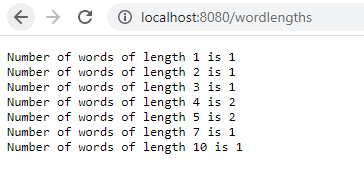 localhost:8080/wordlengths
Number of words of length 1 is 1
Number of words of length 2 is 1
Number of words of length 3 is 1
Number of words of length 4 is 2
Number of words of length 5 is 2
Number of words of length 7 is 1
Number of words of length 10 is 1